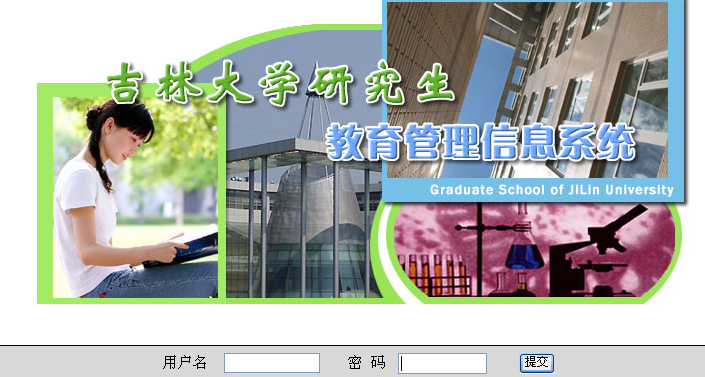 吉林大学研究生
教育管理信息系统
Graduate School of JiLin University
用户名 密 码 提交